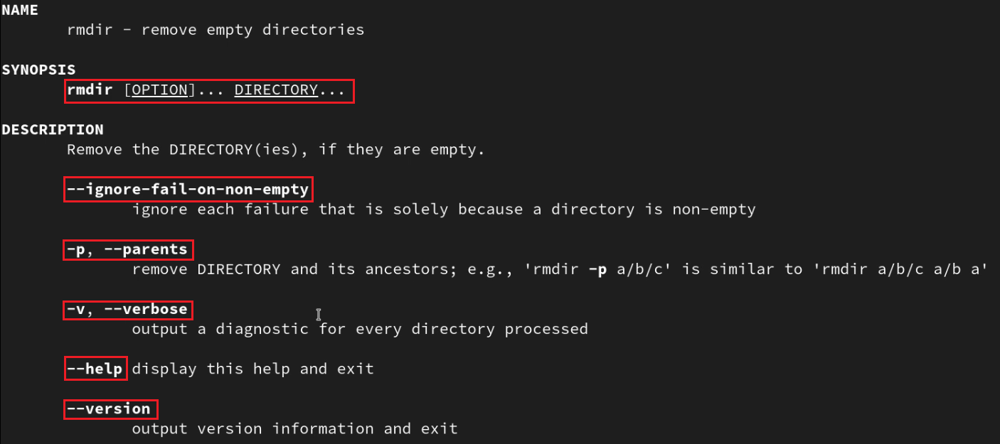 NAME
rmdir - remove empty directories
SYNOPSIS
rmdir [OPTION]... DIRECTORY...
DESCRIPTION
Remove the DIRECTORY(ies), if they are empty.
--ignore-fail-on-non-empty
ignore each failure that is solely because a directory is non-empty
-p, --parents
remove DIRECTORY and its ancestors; e.g., 'rmdir -p a/b/c' is similar to 'rmdir a/b/c a/b a'
-v, --verbose
output a diagnostic for every directory processed
--help display this help and exit
--version
output version information and exit